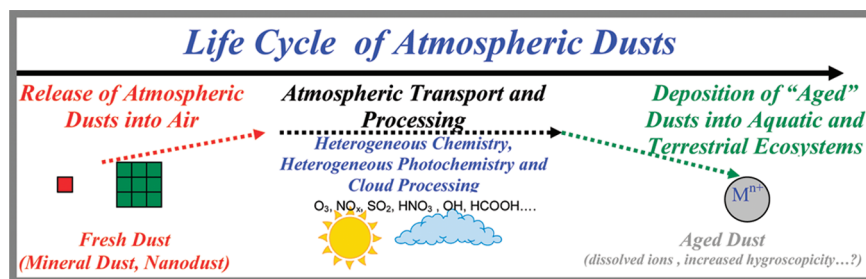 Life Cycle of Atmospheric Dusts
Release of Atmospheric
Dusts into Air
Atmospheric Transport and
Processing
Heterogeneous Chemistry,
Heterogeneous Photochemistry and
Cloud Processing
O₃, NOₓ, SO₂, HNO₃ , OH, HCOOH....
Deposition of “Aged”
Dusts into Aquatic and
Terrestrial Ecosystems
Mⁿ⁺
Fresh Dust
(Mineral Dust, Nanodust)
Aged Dust
(dissolved ions , increased hygroscopicity...?)